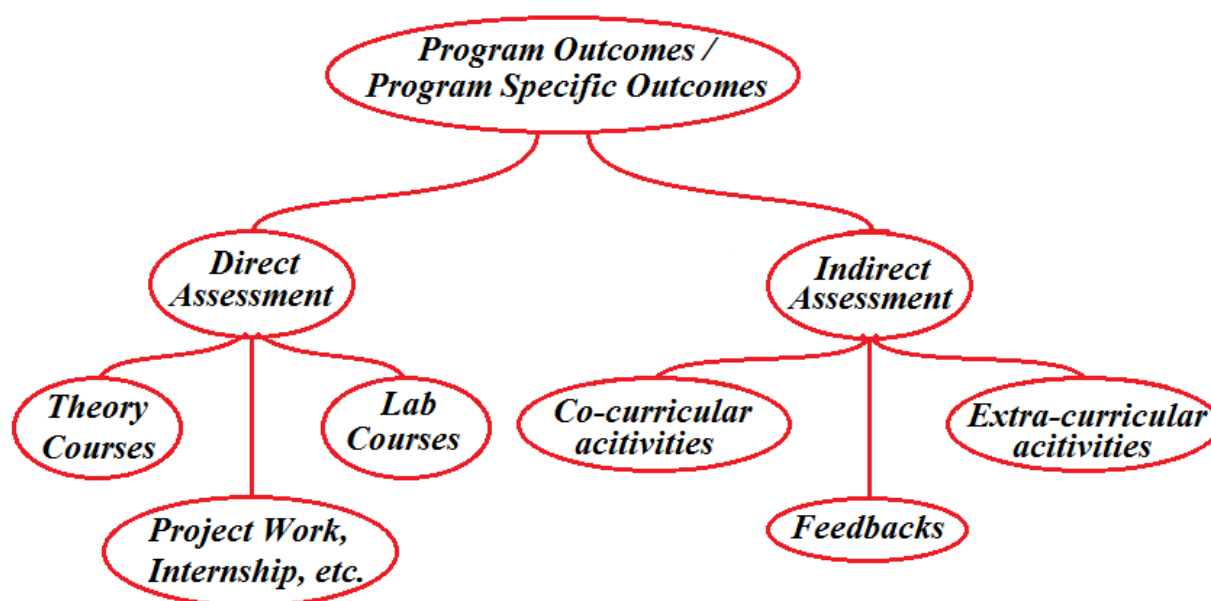 Program Outcomes /
Program Specific Outcomes
Direct
Assessment
Indirect
Assessment
Theory
Courses
Lab
Courses
Co-curricular
acitivities
Extra-curricular
acitivities
Project Work,
Internship, etc.
Feedbacks